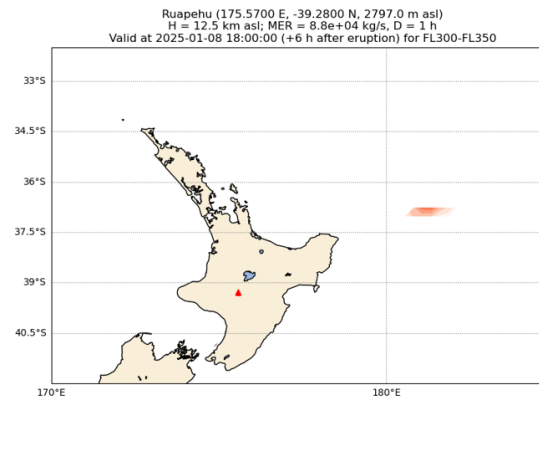 Ruapehu (175.5700 E, -39.2800 N, 2797.0 m asl)
H = 12.5 km asl; MER = 8.8e+04 kg/s, D = 1 h
Valid at 2025-01-08 18:00:00 (+6 h after eruption) for FL300-FL350
33°S
34.5°S
36°S
37.5°S
39°S
40.5°S
170°E 180°E